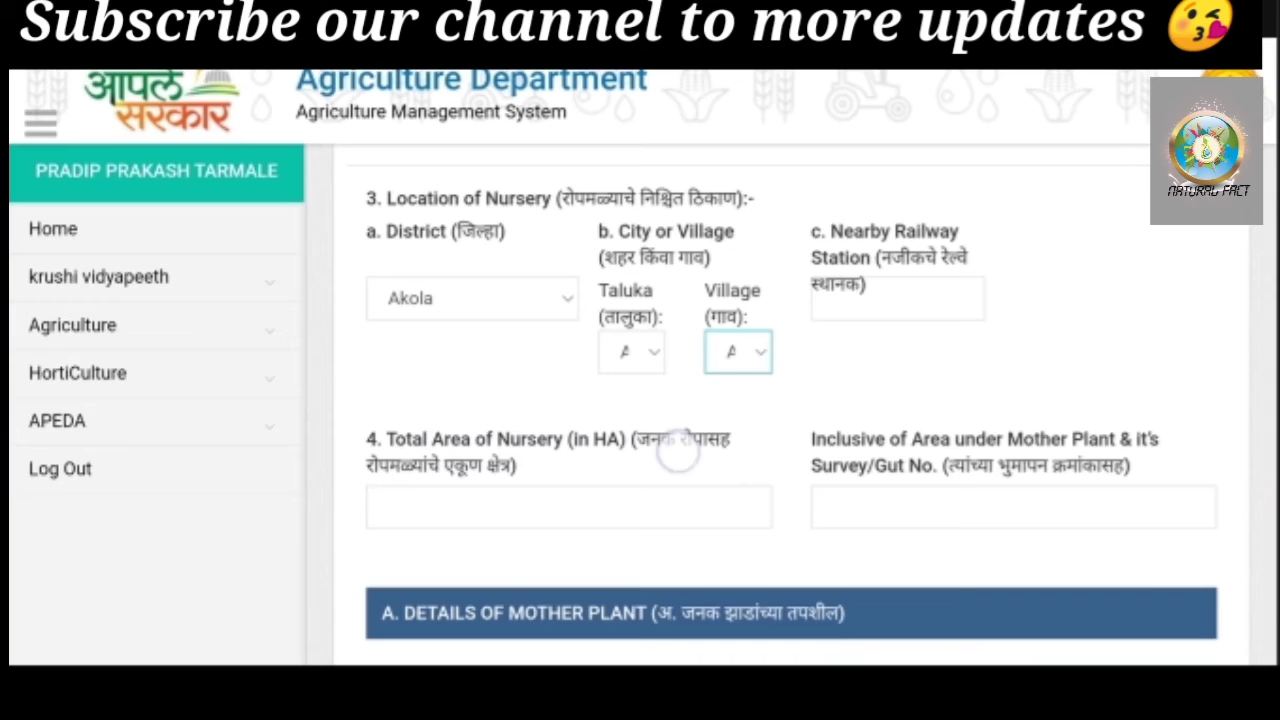 Subscribe our channel to more updates 😘
आपले
सरकार
Agriculture Department
Agriculture Management System
NATURAL FACT
PRADIP PRAKASH TARMALE
Home
krushi vidyapeeth
Agriculture
HortiCulture
APEDA
Log Out
3. Location of Nursery (रोपमळ्याचे निश्चित ठिकाण):-
a. District (जिल्हा)
Akola
b. City or Village
(शहर किंवा गाव)
Taluka
(तालुका):
Village
(गाव):
c. Nearby Railway
Station (नजीकचे रेल्वे
स्थानक)
4. Total Area of Nursery (in HA) (जनक रोपासह
रोपमळ्यांचे एकूण क्षेत्र)
Inclusive of Area under Mother Plant & it's
Survey/Gut No. (त्यांच्या भुमापन क्रमांकासह)
A. DETAILS OF MOTHER PLANT (अ. जनक झाडांच्या तपशील)